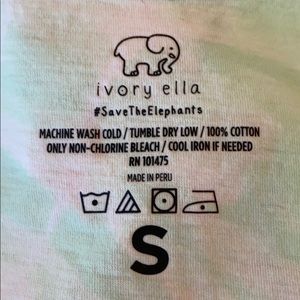 ivory ella
#SaveTheElephants
MACHINE WASH COLD / TUMBLE DRY LOW / 100% COTTON
ONLY NON-CHLORINE BLEACH / COOL IRON IF NEEDED
RN 101475
MADE IN PERU
S